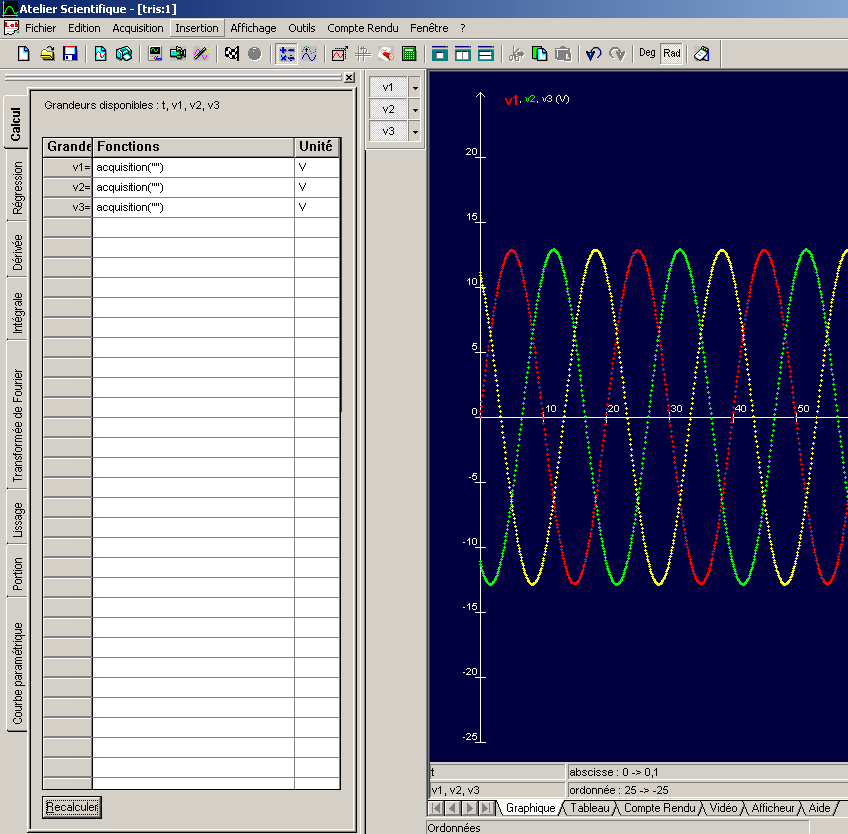 Atelier Scientifique - [tris:1]
Fichier Edition Acquisition Insertion Affichage Outils Compte Rendu Fenêtre ?
Deg Rad
Grandeurs disponibles : t, v1, v2, v3
Grande Fonctions Unité
v1= acquisition("") V
v2= acquisition("") V
v3= acquisition("") V
Calcul
Régression
Dérivée
Intégrale
Transformée de Fourier
Lissage
Portion
Courbe paramétrique
Recalculer
v1
v2
v3
v1, v2, v3 (V)
20
15
10
5
0
10 20 30 40 50
-5
-10
-15
-20
-25
t abscisse : 0 -> 0,1
v1, v2, v3 ordonnée : 25 -> -25
Graphique Tableau Compte Rendu Vidéo Afficheur Aide
Ordonnées